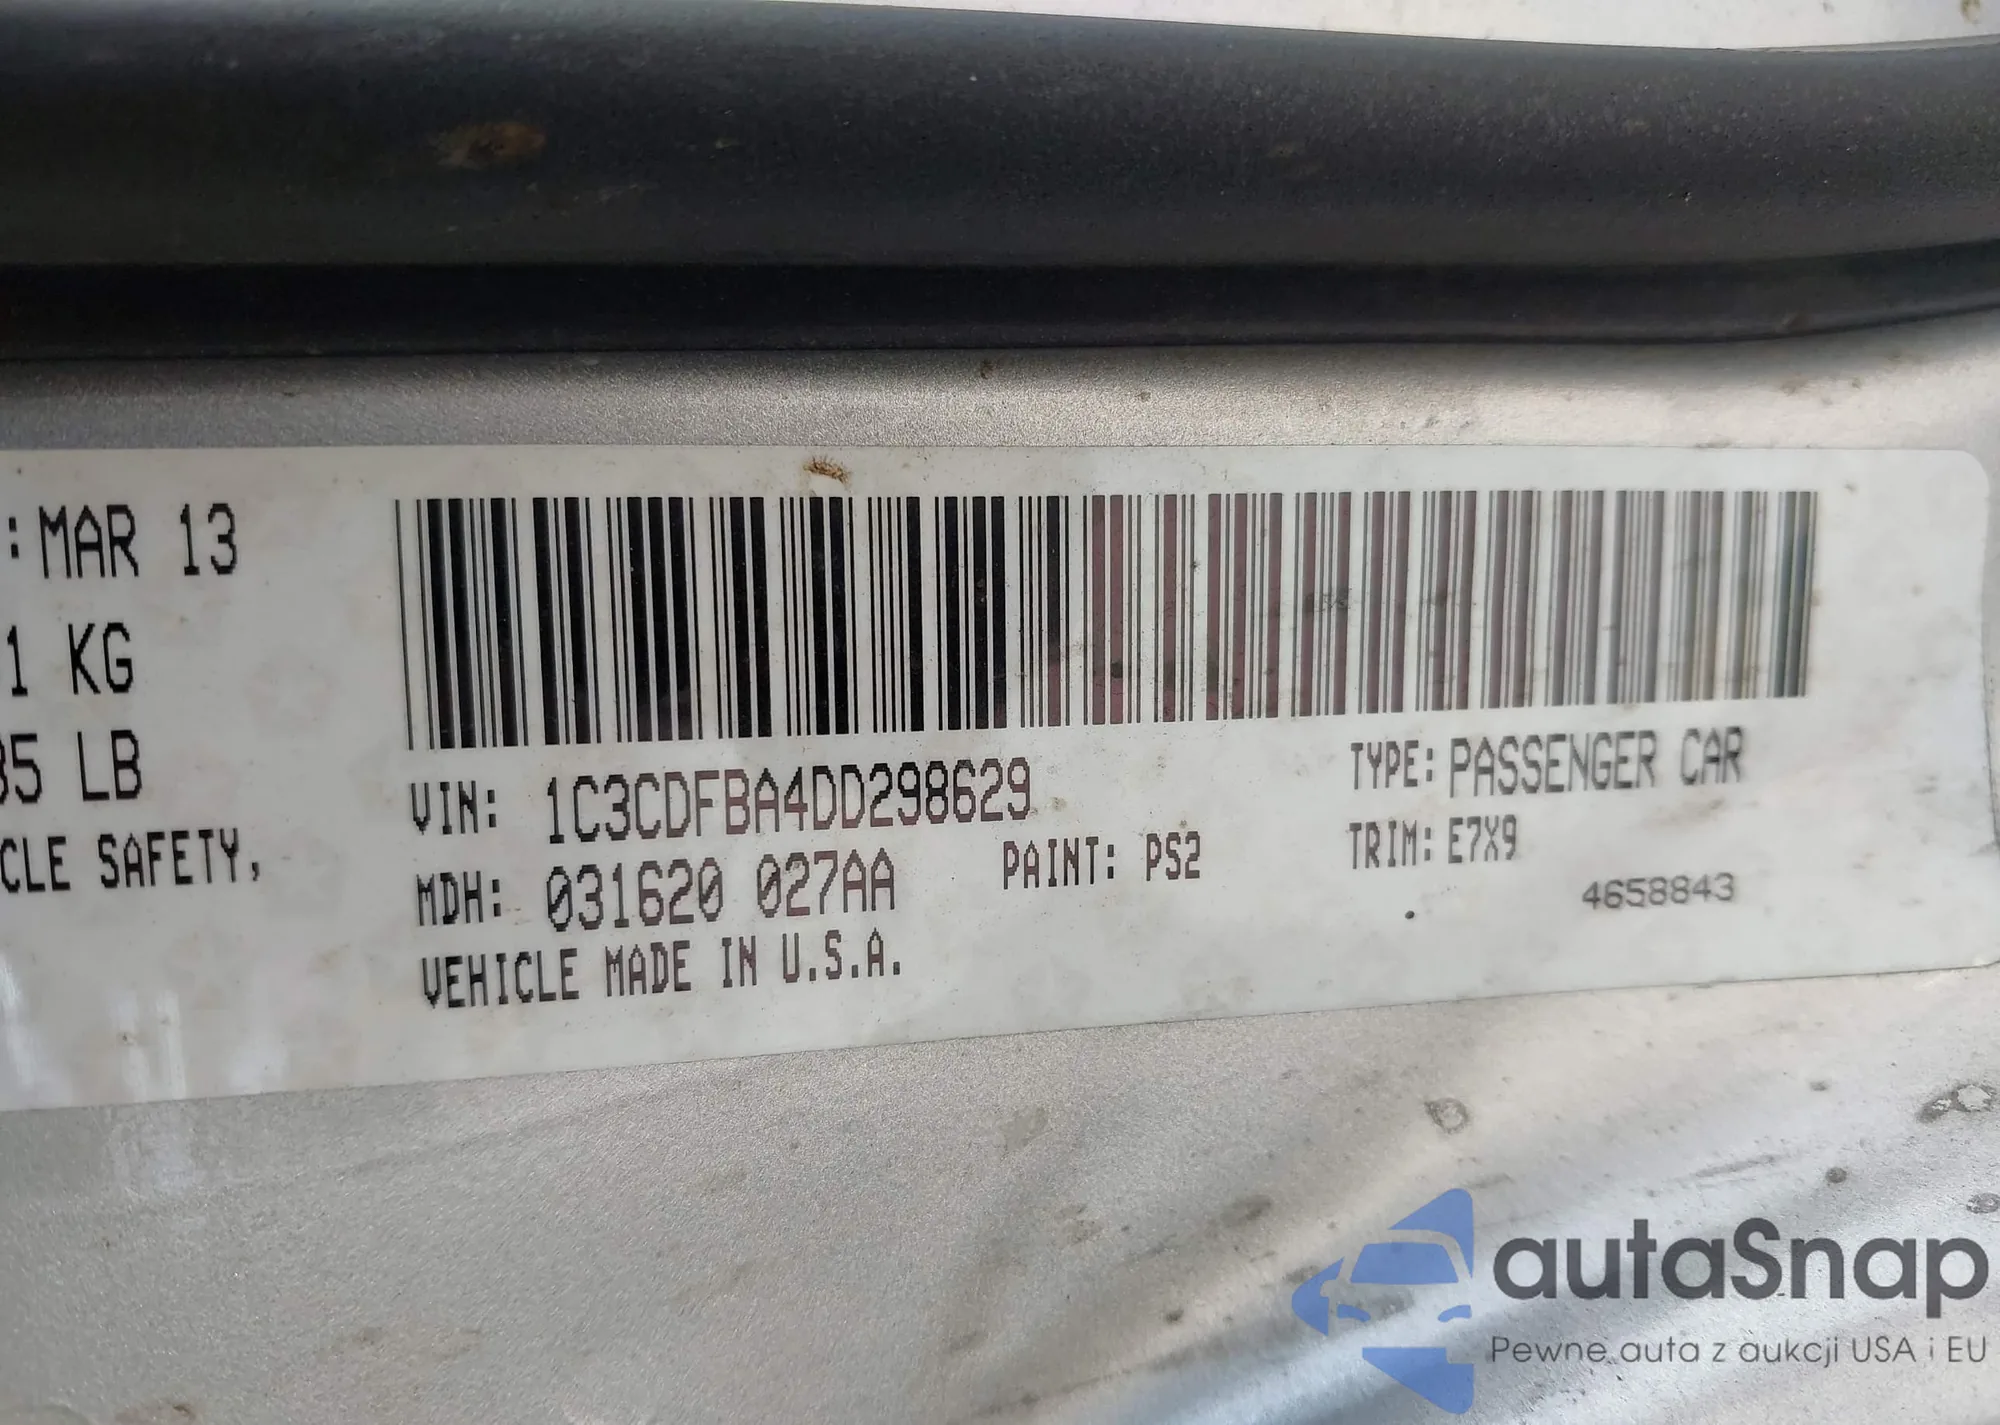 :MAR 13
1 KG
85 LB
CLE SAFETY,
VIN: 1C3CDFBA4DD298629
MDH: 031620 027AA
PAINT: PS2
VEHICLE MADE IN U.S.A.
TYPE: PASSENGER CAR
TRIM: E7X9
4658843
autaSnap
Pewne auta z aukcji USA i EU